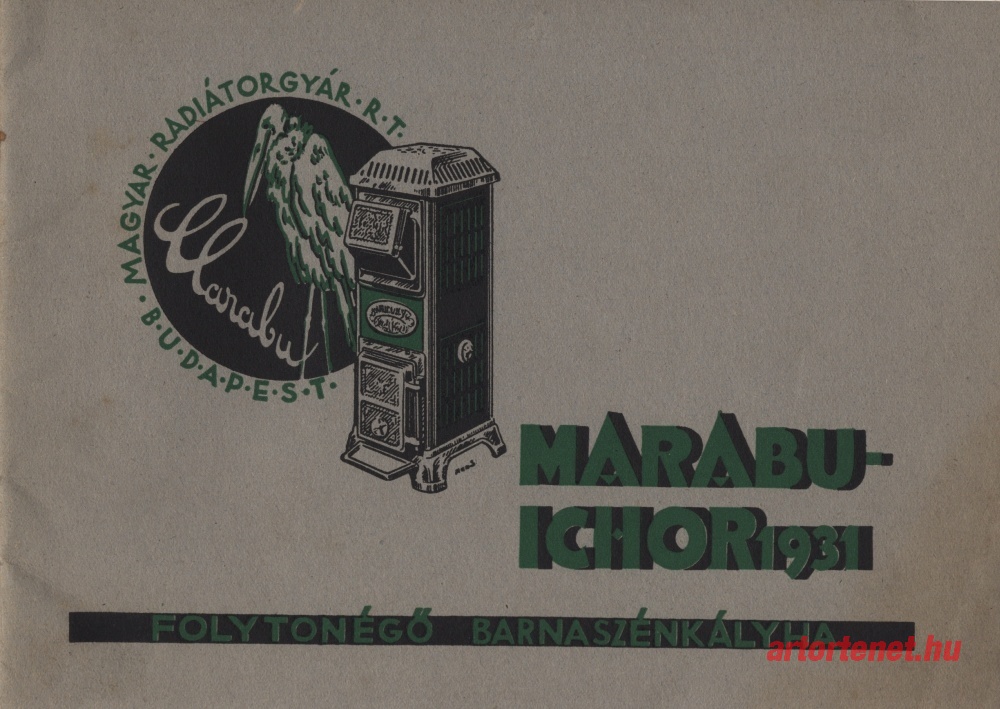 MAGYAR·RADIÁTORGYÁR·R.T.
·B·U·D·A·P·E·S·T·
Marabu
MARABU-
ICHOR 1931
FOLYTONÉGŐ BARNASZÉNKÁLYHA
artortenet.hu